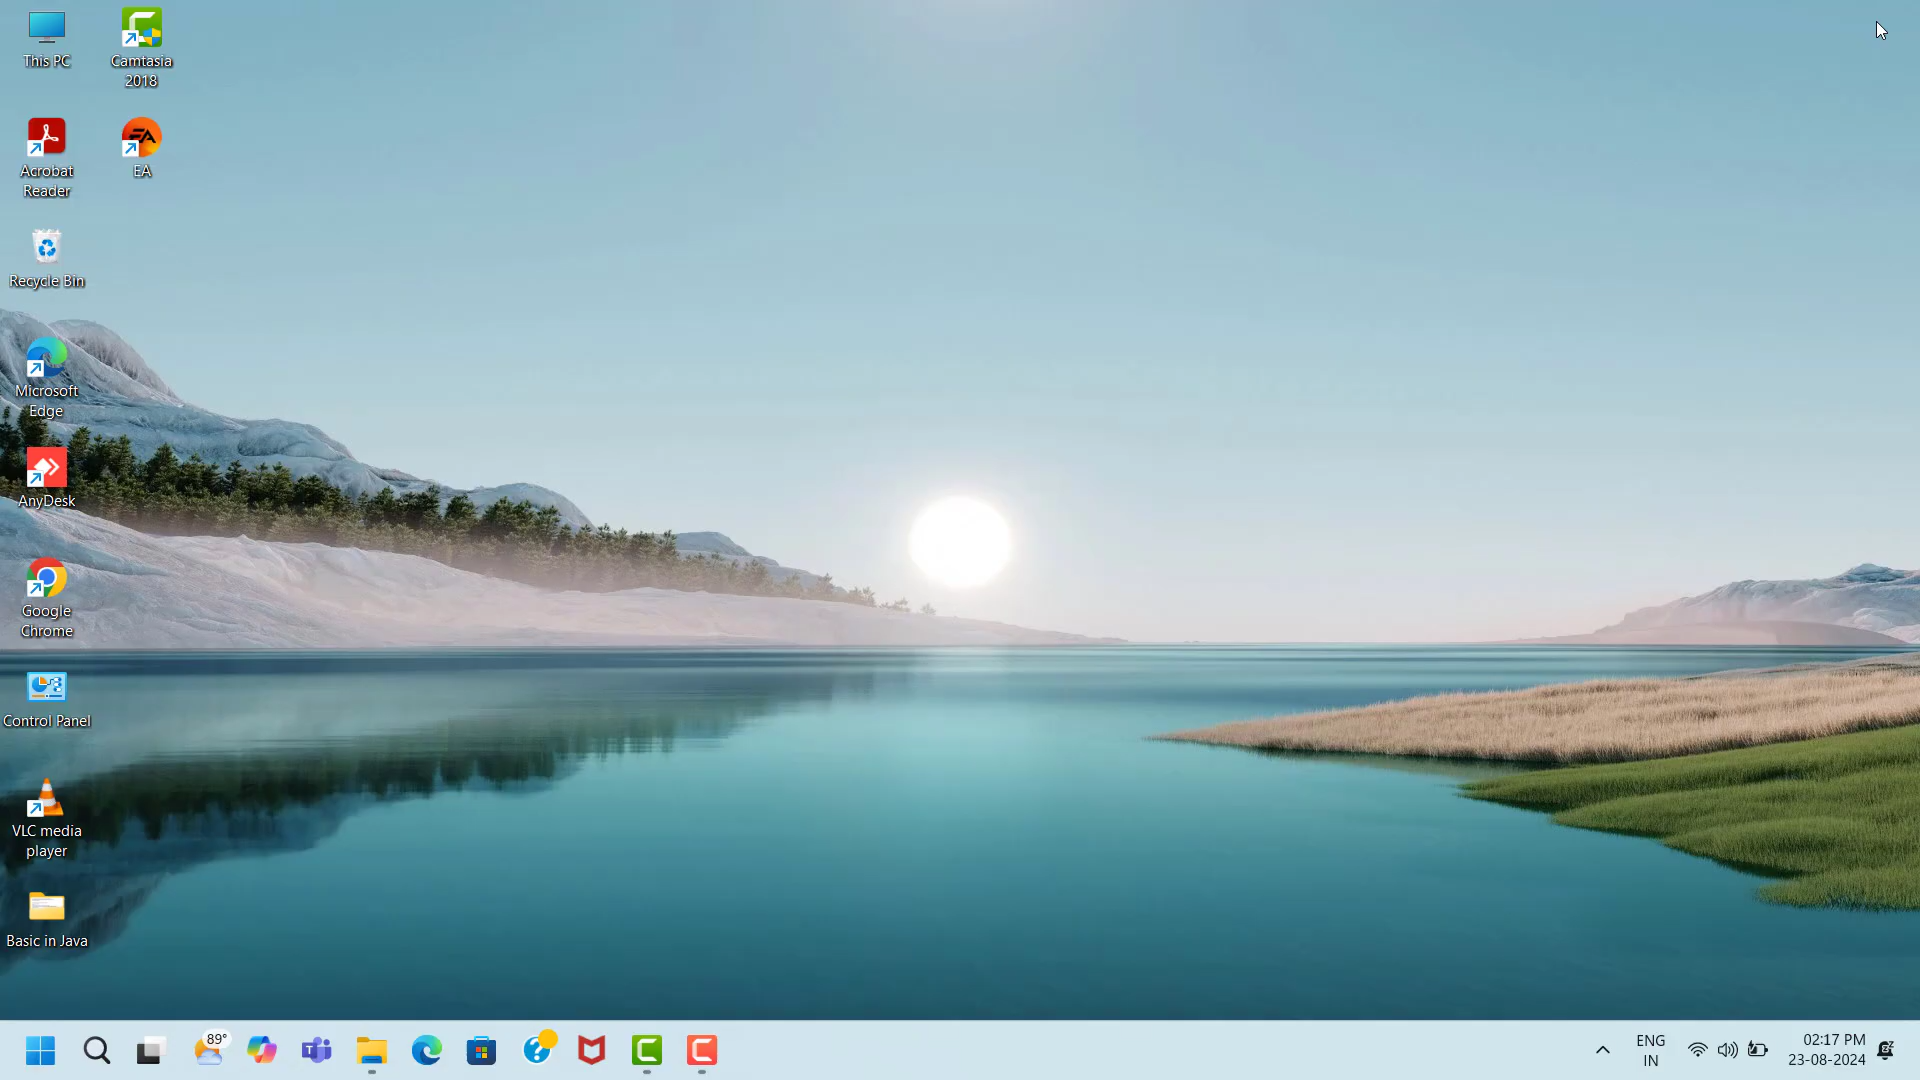 This PC
Camtasia
2018
Acrobat
Reader
EA
Recycle Bin
Microsoft
Edge
AnyDesk
Google
Chrome
Control Panel
VLC media
player
Basic in Java
89°
ENG
IN
02:17 PM
23-08-2024